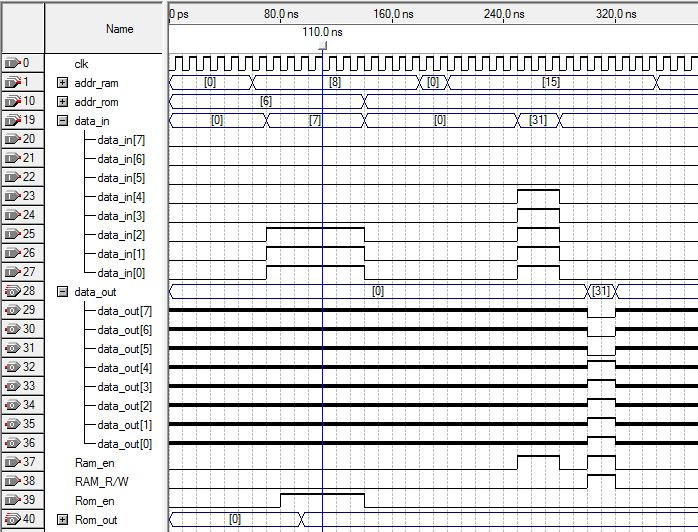 0 ps 80.0 ns 160.0 ns 240.0 ns 320.0 ns
Name
110.0 ns
0 clk
1 addr_ram [0] [8] [0] [15]
10 addr_rom [6]
19 data_in [0] [7] [0] [31]
20 data_in[7]
21 data_in[6]
22 data_in[5]
23 data_in[4]
24 data_in[3]
25 data_in[2]
26 data_in[1]
27 data_in[0]
28 data_out [0] [31]
29 data_out[7]
30 data_out[6]
31 data_out[5]
32 data_out[4]
33 data_out[3]
34 data_out[2]
35 data_out[1]
36 data_out[0]
37 Ram_en
38 RAM_R/W
39 Rom_en
40 Rom_out [0]